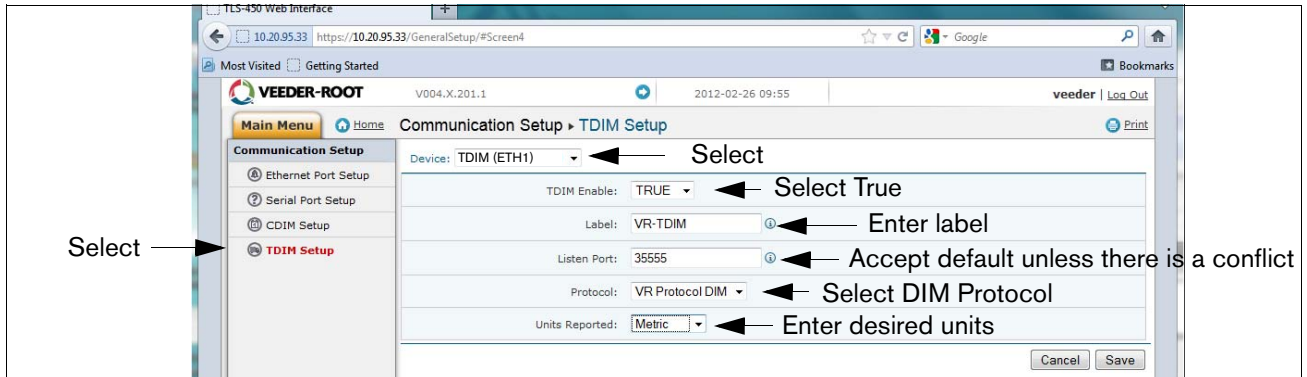 TLS-450 Web Interface
10.20.95.33 https://10.20.95.33/GeneralSetup/#Screen4 Google
Most Visited Getting Started Bookmarks
VEEDER-ROOT V004.X.201.1 2012-02-26 09:55 veeder | Log Out
Main Menu Home Communication Setup ▸ TDIM Setup Print
Communication Setup
Ethernet Port Setup
Serial Port Setup
CDIM Setup
TDIM Setup
Select
Device: TDIM (ETH1) Select
TDIM Enable: TRUE Select True
Label: VR-TDIM Enter label
Listen Port: 35555 Accept default unless there is a conflict
Protocol: VR Protocol DIM Select DIM Protocol
Units Reported: Metric Enter desired units
Cancel Save